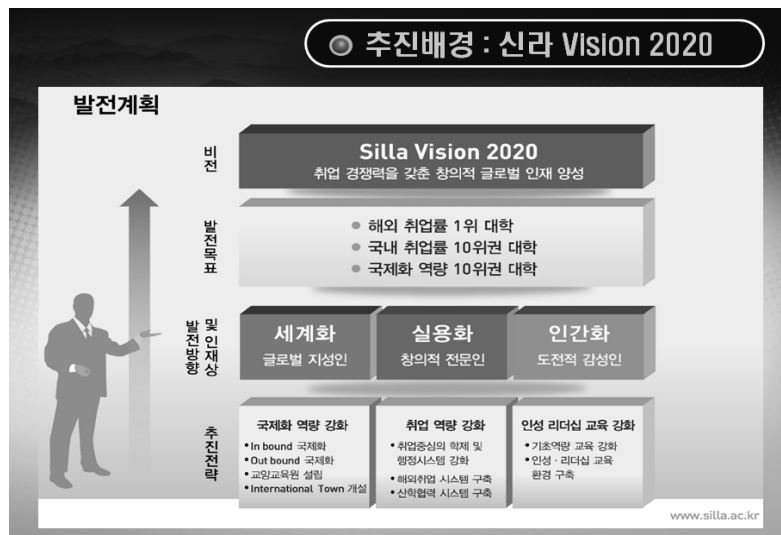 추진배경 : 신라 Vision 2020
발전계획
비전
Silla Vision 2020
취업 경쟁력을 갖춘 창의적 글로벌 인재 양성
발전목표
해외 취업률 1위 대학
국내 취업률 10위권 대학
국제화 역량 10위권 대학
발전방향
및 인재상
세계화
글로벌 지성인
실용화
창의적 전문인
인간화
도전적 감성인
추진전략
국제화 역량 강화
• In bound 국제화
• Out bound 국제화
• 교양교육원 설립
• International Town 개설
취업 역량 강화
• 취업중심의 학제 및
행정시스템 강화
• 해외취업 시스템 구축
• 산학협력 시스템 구축
인성 리더십 교육 강화
• 기초역량 교육 강화
• 인성 · 리더십 교육
환경 구축
www.silla.ac.kr